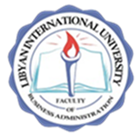 LIBYAN INTERNATIONAL UNIVERSITY
FACULTY
OF
BUSINESS ADMINISTRATION